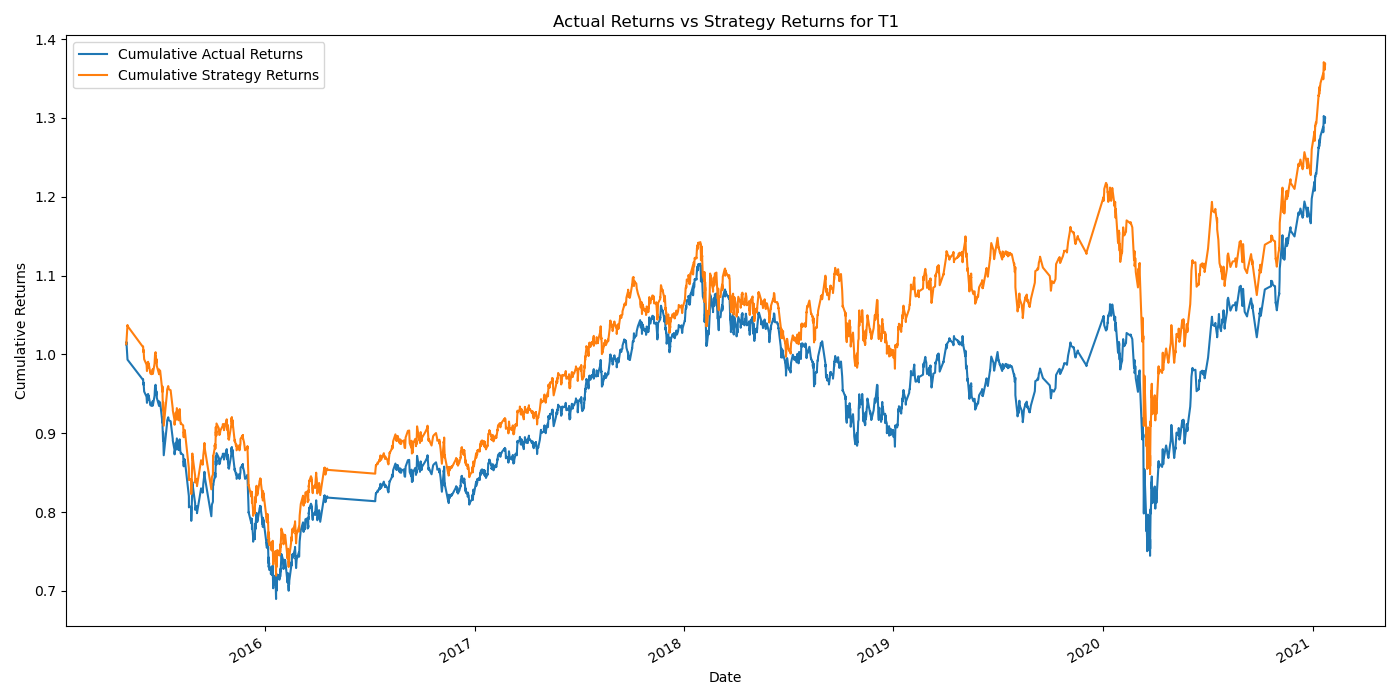 Actual Returns vs Strategy Returns for T1
Cumulative Actual Returns
Cumulative Strategy Returns
Cumulative Returns
1.4
1.3
1.2
1.1
1.0
0.9
0.8
0.7
2016
2017
2018
2019
2020
2021
Date